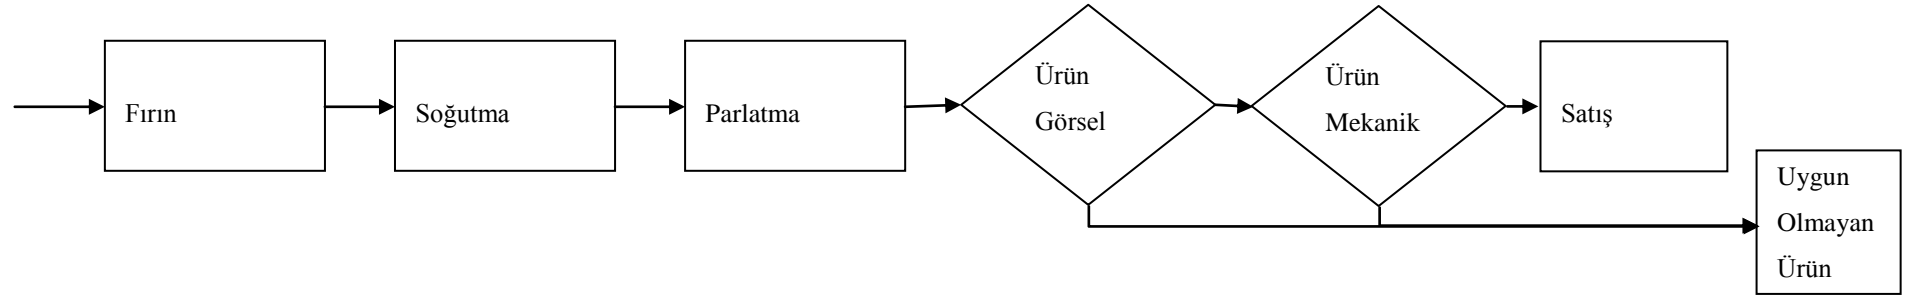 Fırın
Soğutma
Parlatma
Ürün
Görsel
Ürün
Mekanik
Satış
Uygun
Olmayan
Ürün